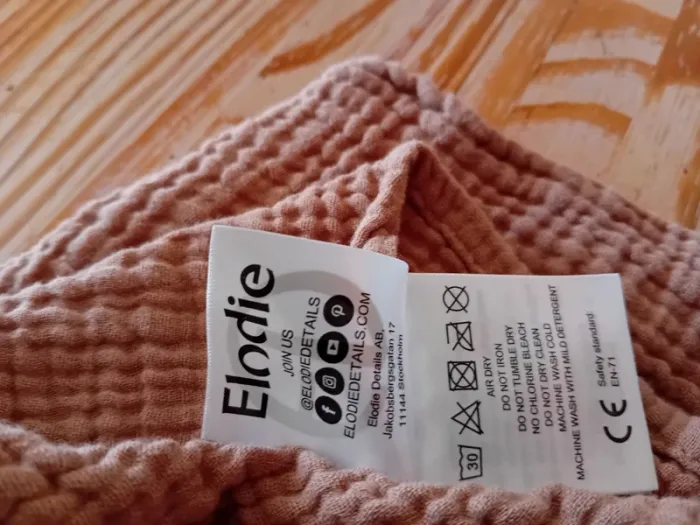 Elodie
JOIN US
@ELODIEDETAILS
ELODIEDETAILS.COM
Elodie Details AB,
Jakobsbergsgatan 17
11144 Stockholm
30
AIR DRY
DO NOT IRON
DO NOT TUMBLE DRY
NO CHLORINE BLEACH
DO NOT DRY CLEAN
MACHINE WASH COLD
MACHINE WASH WITH MILD DETERGENT
CE
Safety standard:
EN-71